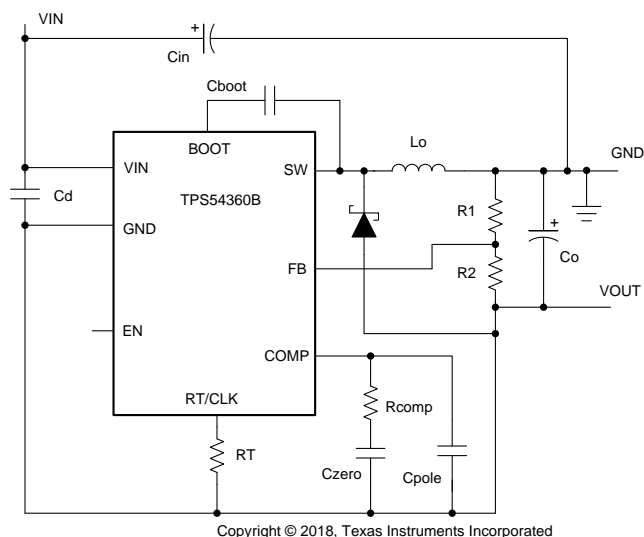 VIN
+
Cin
Cboot
Lo
GND
BOOT
VIN
SW
Cd
TPS54360B
R1
+
GND
Co
FB
R2
VOUT
EN
COMP
RT/CLK
Rcomp
RT
Czero
Cpole
Copyright © 2018, Texas Instruments Incorporated